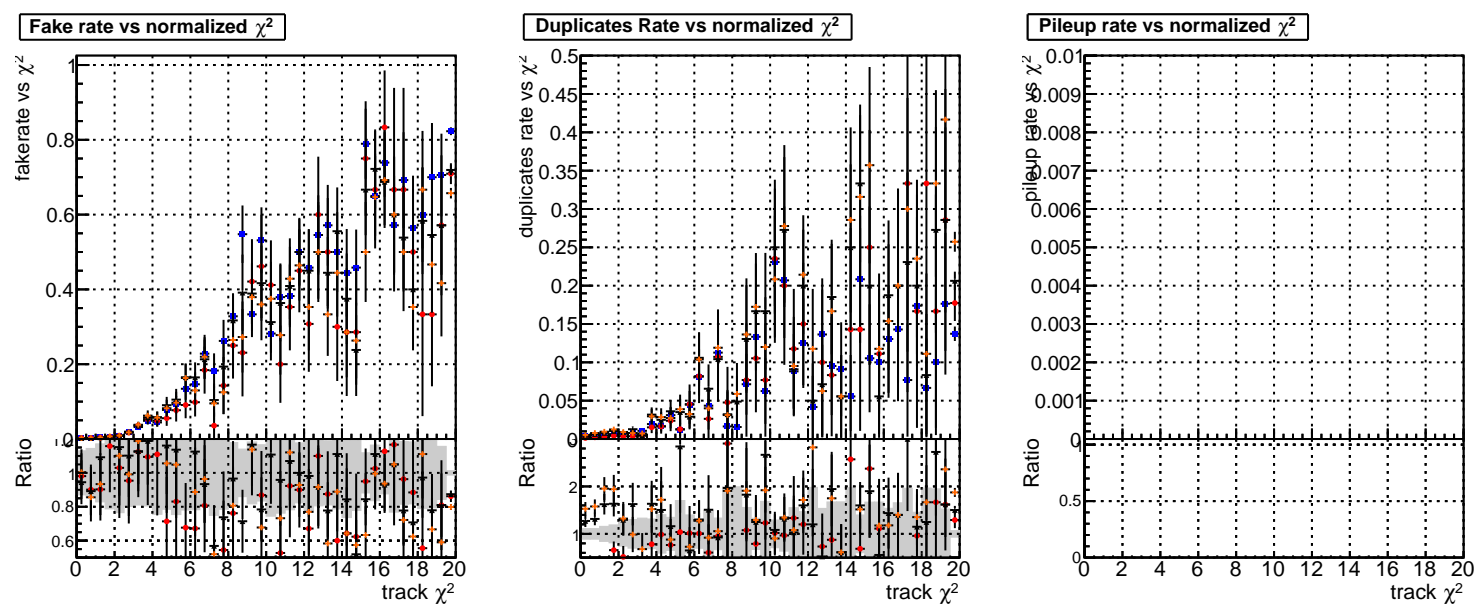 Fake rate vs normalized χ²
fakerate vs χ²
1
0.8
0.6
0.4
0.2
0
Ratio
1
0.8
0.6
0 2 4 6 8 10 12 14 16 18 20
track χ²
Duplicates Rate vs normalized χ²
duplicates rate vs χ²
0.5
0.45
0.4
0.35
0.3
0.25
0.2
0.15
0.1
0.05
0
Ratio
2
1
0 2 4 6 8 10 12 14 16 18 20
track χ²
Pileup rate vs normalized χ²
pileup rate vs χ²
0.01
0.009
0.008
0.007
0.006
0.005
0.004
0.003
0.002
0.001
0
Ratio
1
0.5
0
0 2 4 6 8 10 12 14 16 18 20
track χ²